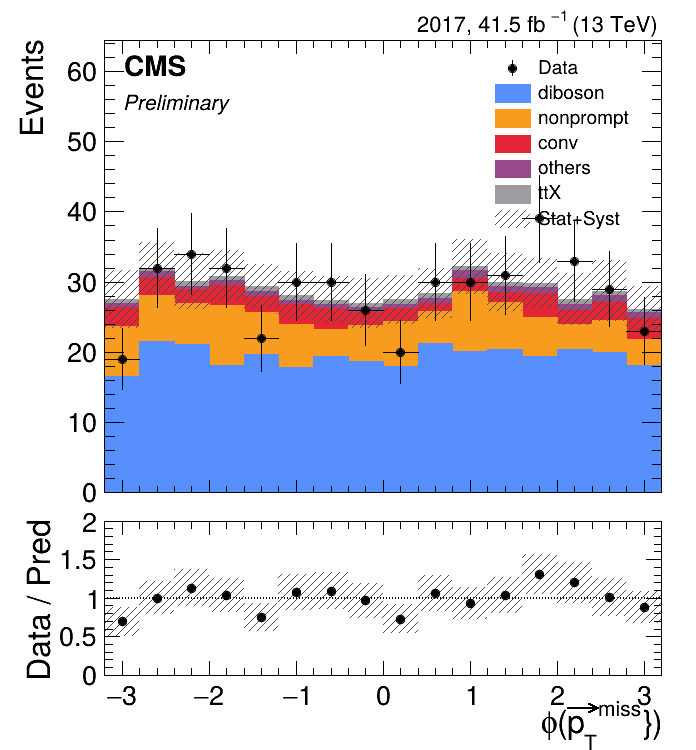 2017, 41.5 fb⁻¹ (13 TeV)
Events
CMS
Preliminary
Data
diboson
nonprompt
conv
others
ttX
Stat+Syst
60
50
40
30
20
10
0
Data / Pred
2
1.5
1
0.5
0
−3 −2 −1 0 1 2 3
ϕ(p⃗_T^miss})